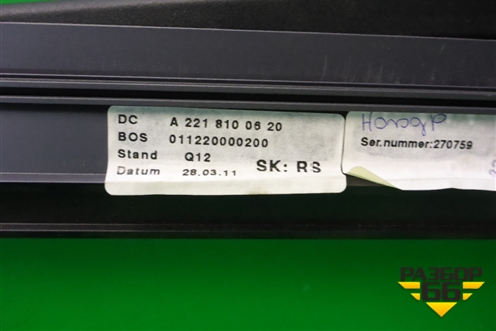 DC A 221 810 06 20
BOS 011220000200
Stand Q12
Datum 28.03.11 SK: RS
Ser.nummer:270759
РАЗБОР
66